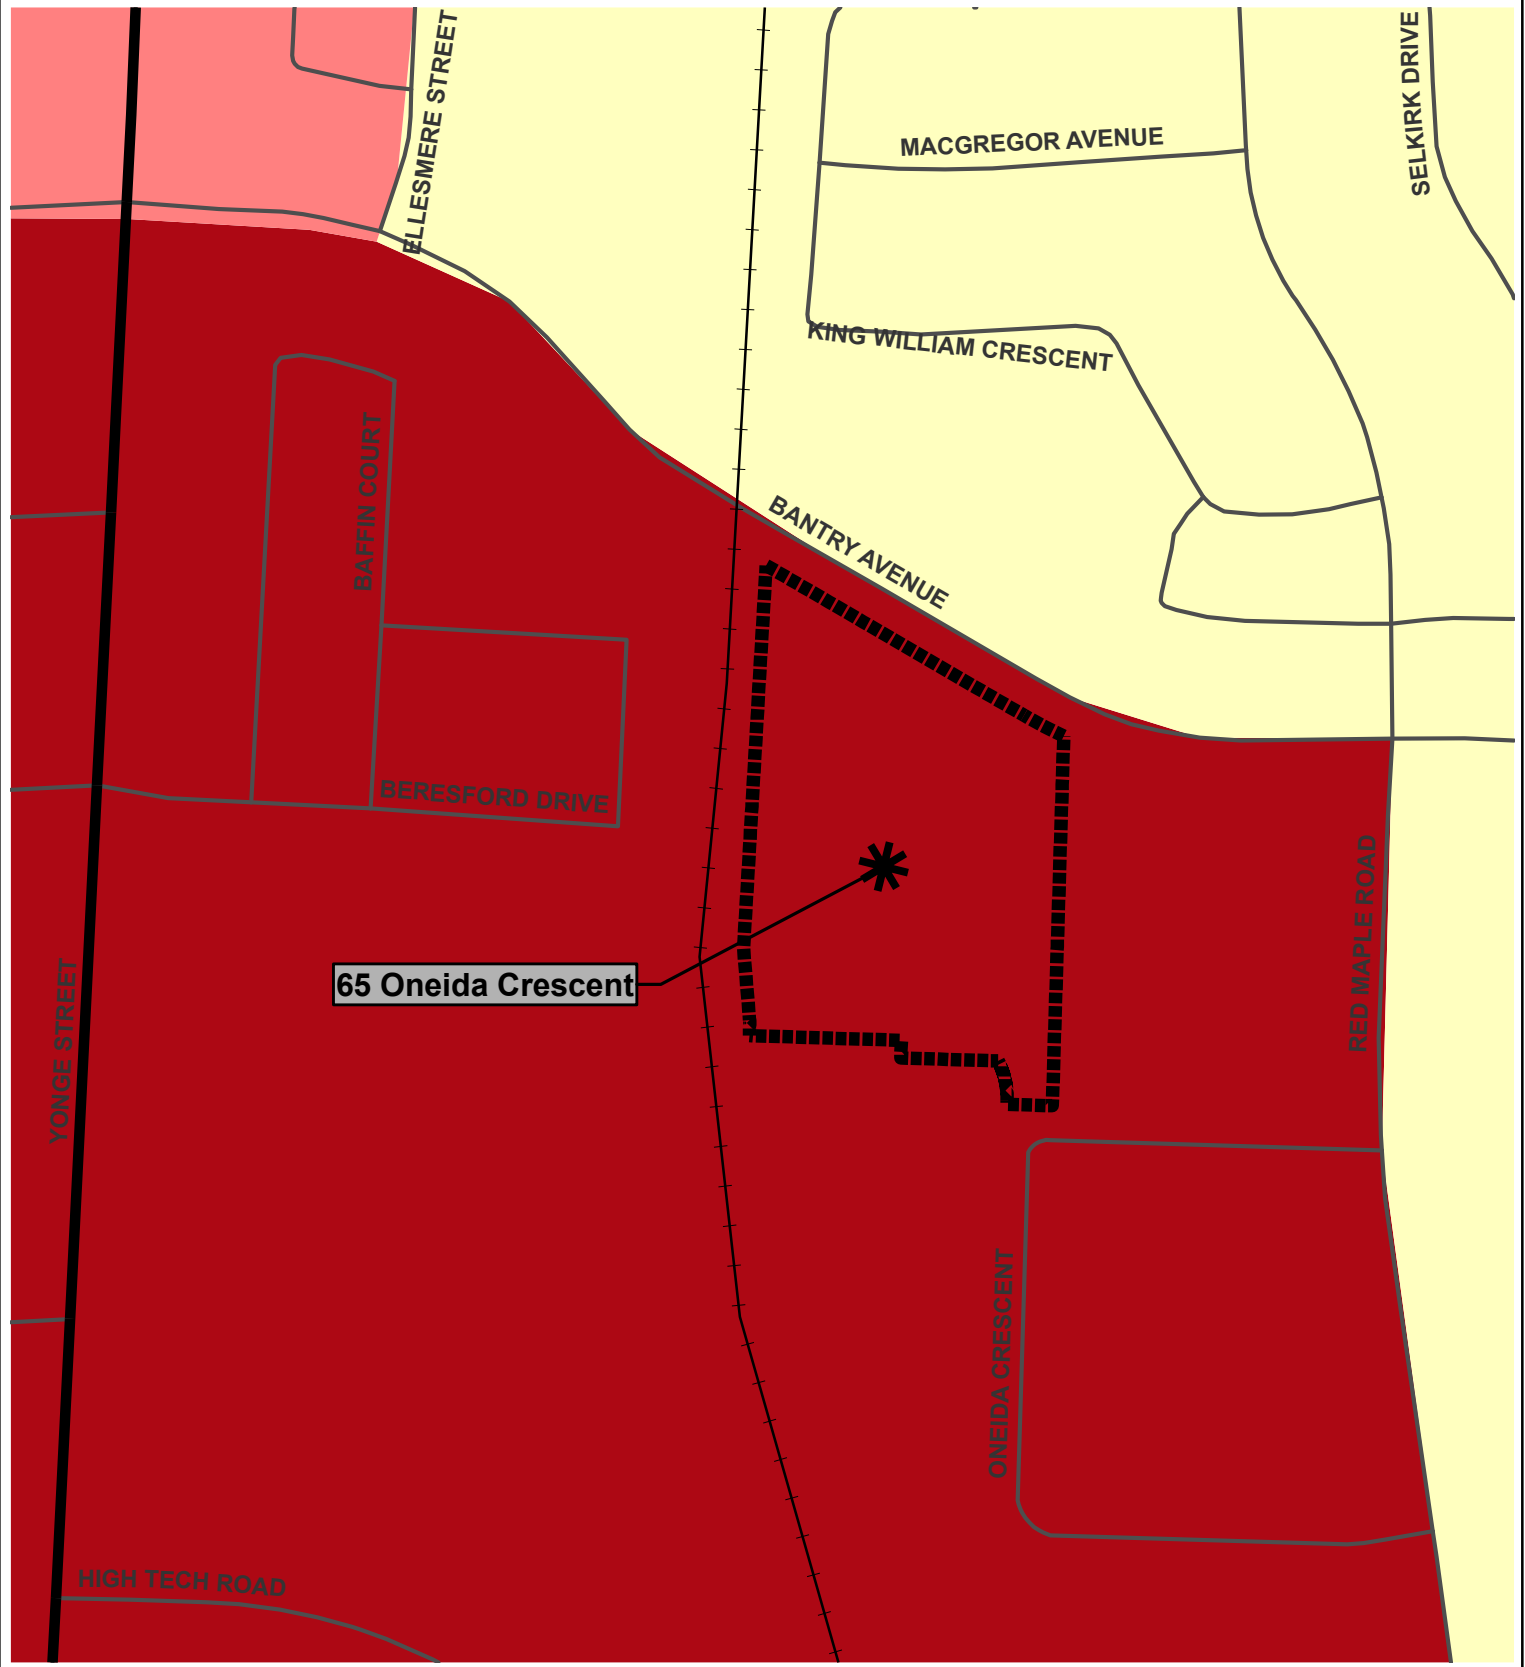 ELLESMERE STREET
SELKIRK DRIVE
MACGREGOR AVENUE
KING WILLIAM CRESCENT
BAFFIN COURT
BANTRY AVENUE
BERESFORD DRIVE
RED MAPLE ROAD
65 Oneida Crescent
YONGE STREET
ONEIDA CRESCENT
HIGH TECH ROAD